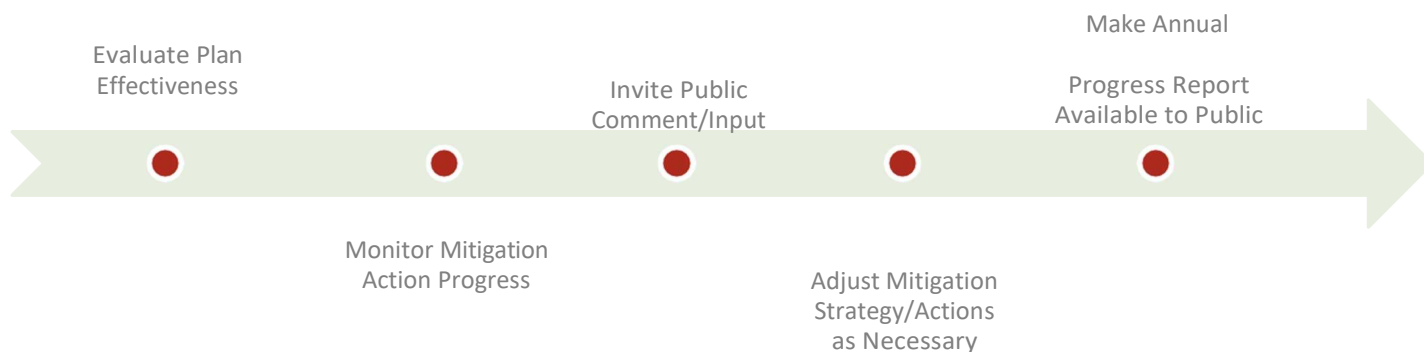 Evaluate Plan
Effectiveness
Monitor Mitigation
Action Progress
Invite Public
Comment/Input
Adjust Mitigation
Strategy/Actions
as Necessary
Make Annual
Progress Report
Available to Public